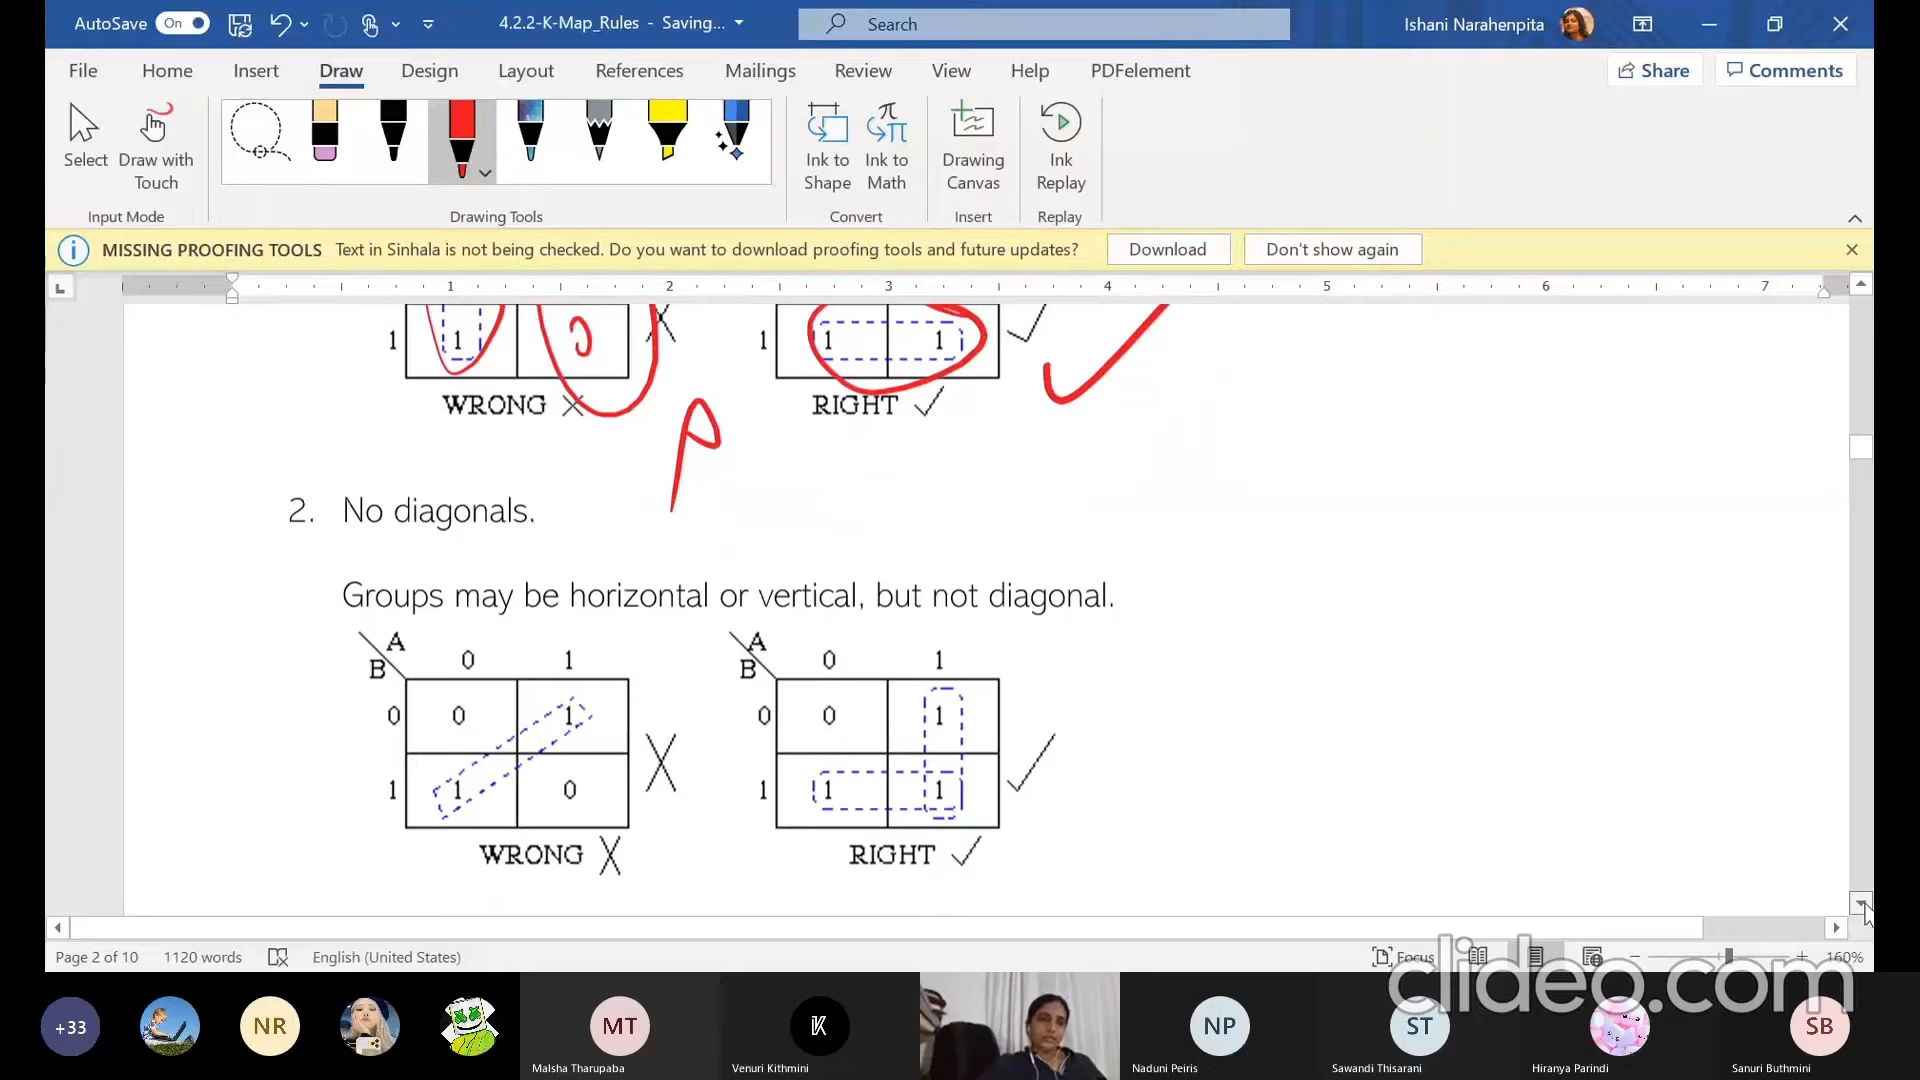 AutoSave On 4.2.2-K-Map_Rules - Saving... Search Ishani Narahenpita
File Home Insert Draw Design Layout References Mailings Review View Help PDFelement Share Comments
Select Draw with Touch Ink to Shape Ink to Math Drawing Canvas Ink Replay
Input Mode Drawing Tools Convert Insert Replay
MISSING PROOFING TOOLS Text in Sinhala is not being checked. Do you want to download proofing tools and future updates? Download Don't show again
1 2 3 4 5 6 7
1 1 0 1 1 1
WRONG RIGHT
2. No diagonals.
Groups may be horizontal or vertical, but not diagonal.
A A
B 0 1 B 0 1
0 0 1 0 0 1
1 1 0 1 1 1
WRONG RIGHT
Page 2 of 10 1120 words English (United States) Focus 160%
clideo.com
+33 NR MT K NP ST SB
Malsha Tharupaba Venuri Kithmini Naduni Peiris Sawandi Thisarani Hiranya Parindi Sanuri Buthmini